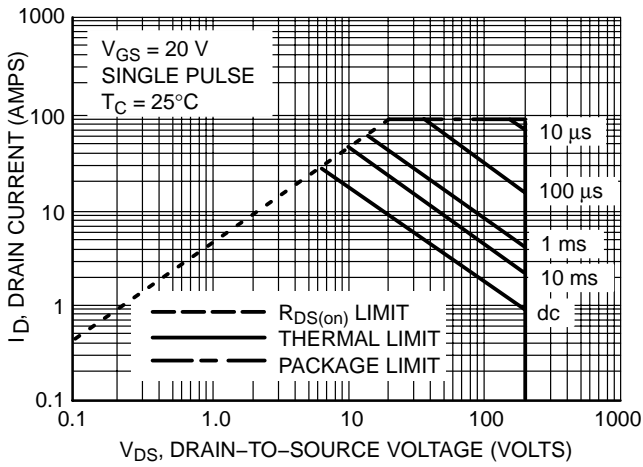 1000
100
10
1
0.1
I_D, DRAIN CURRENT (AMPS)
V_GS = 20 V
SINGLE PULSE
T_C = 25°C
10 µs
100 µs
1 ms
10 ms
dc
R_DS(on) LIMIT
THERMAL LIMIT
PACKAGE LIMIT
0.1
1.0
10
100
1000
V_DS, DRAIN−TO−SOURCE VOLTAGE (VOLTS)